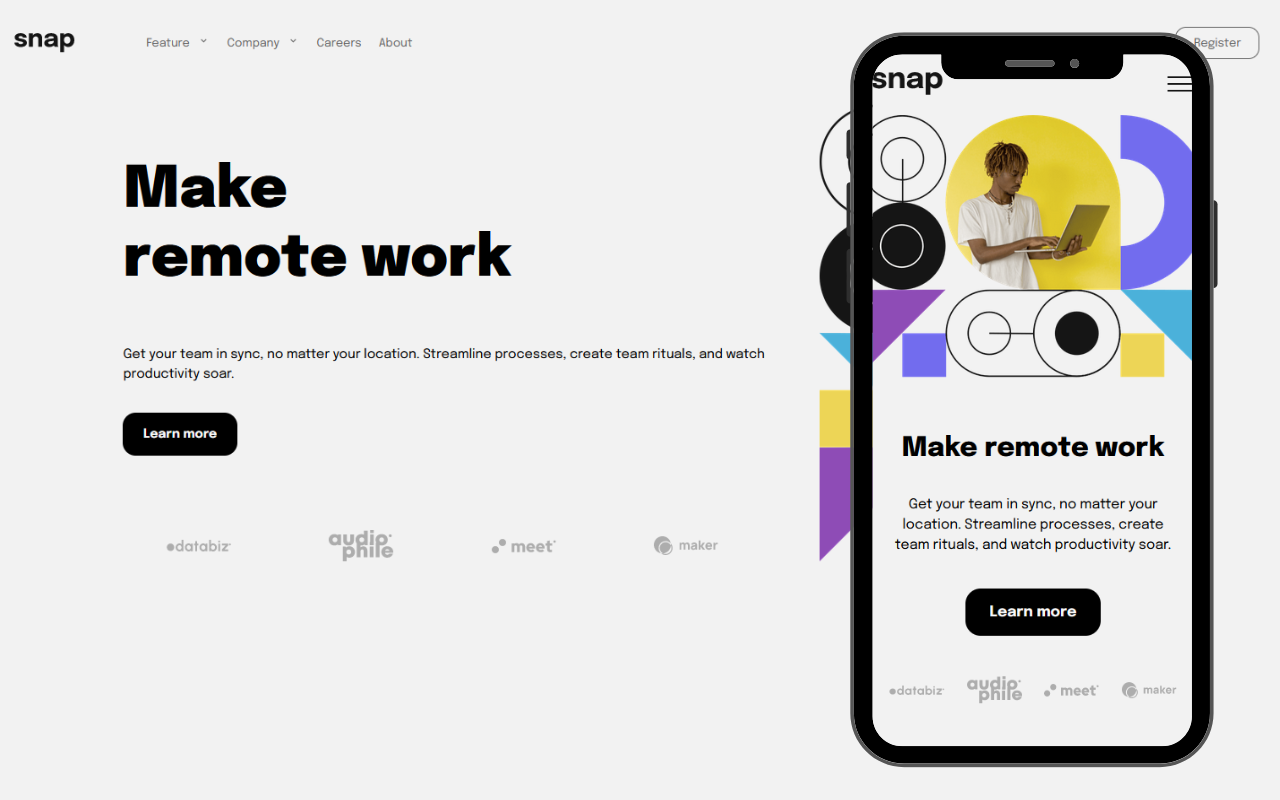 snap
Feature
Company
Careers
About
Register
Make
remote work
Get your team in sync, no matter your location. Streamline processes, create team rituals, and watch
productivity soar.
Learn more
databiz
audiophile
meet
maker
snap
Make remote work
Get your team in sync, no matter your
location. Streamline processes, create
team rituals, and watch productivity soar.
Learn more
databiz
audiophile
meet
maker